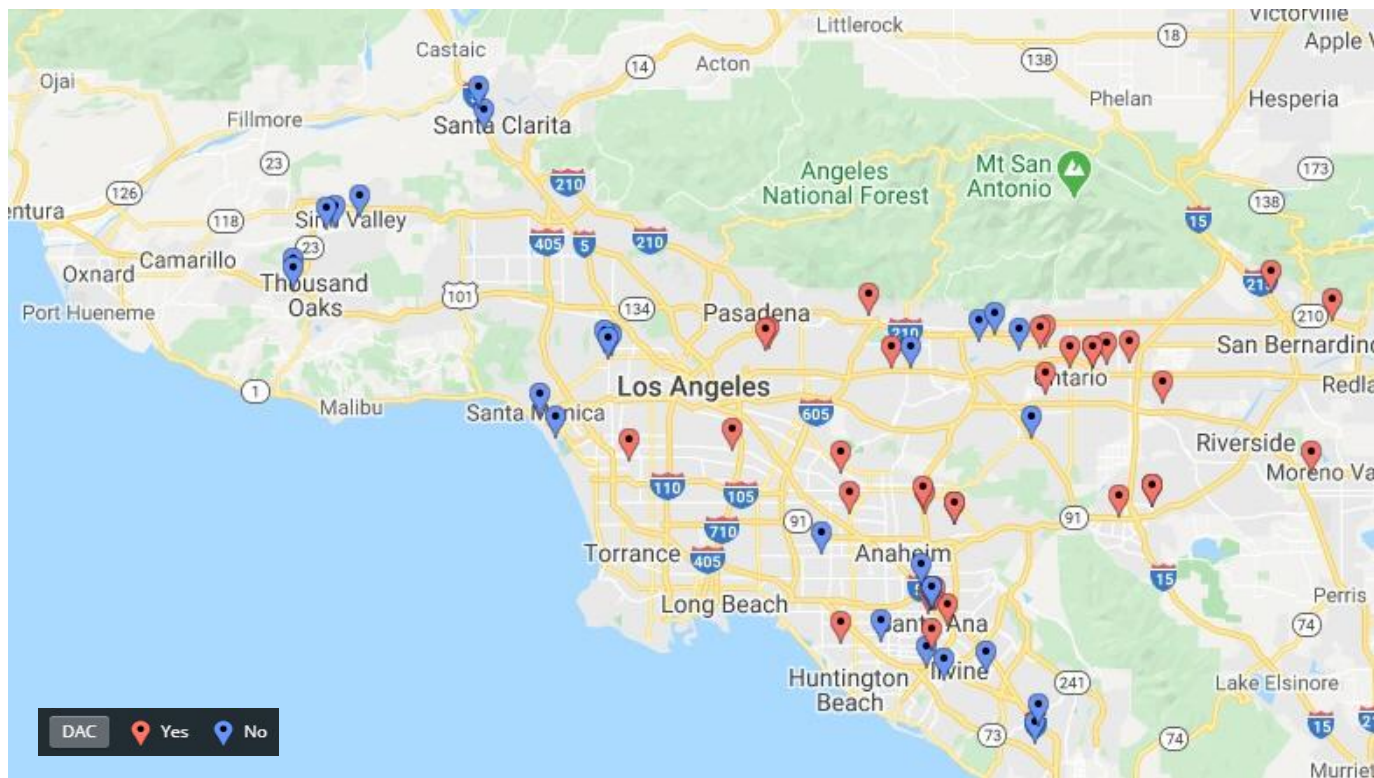 Victorville
Littlerock
18
Apple V
Castaic
14
Acton
138
Ojai
Phelan
Hesperia
Santa Clarita
Fillmore
23
Angeles
National Forest
Mt San
Antonio
173
210
126
138
entura
118
Simi Valley
15
405
5
210
23
Camarillo
Oxnard
Thousand
Oaks
101
215
Port Hueneme
134
Pasadena
210
210
San Bernardino
Los Angeles
Ontario
Redla
1
Malibu
Santa Monica
605
Riverside
Moreno Va
110
105
91
91
710
Torrance
405
Anaheim
15
Long Beach
5
Perris
Santa Ana
74
Huntington
Beach
Irvine
241
Lake Elsinore
15
21
73
74
Murriet
DAC
Yes
No